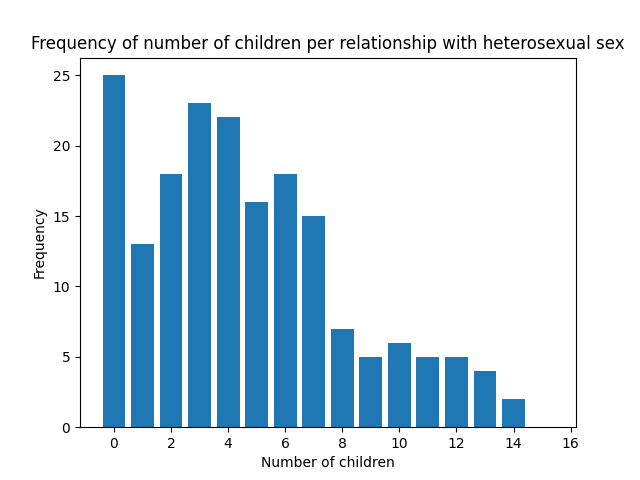 Frequency of number of children per relationship with heterosexual sex
25
20
15
10
5
0
Frequency
0 2 4 6 8 10 12 14 16
Number of children